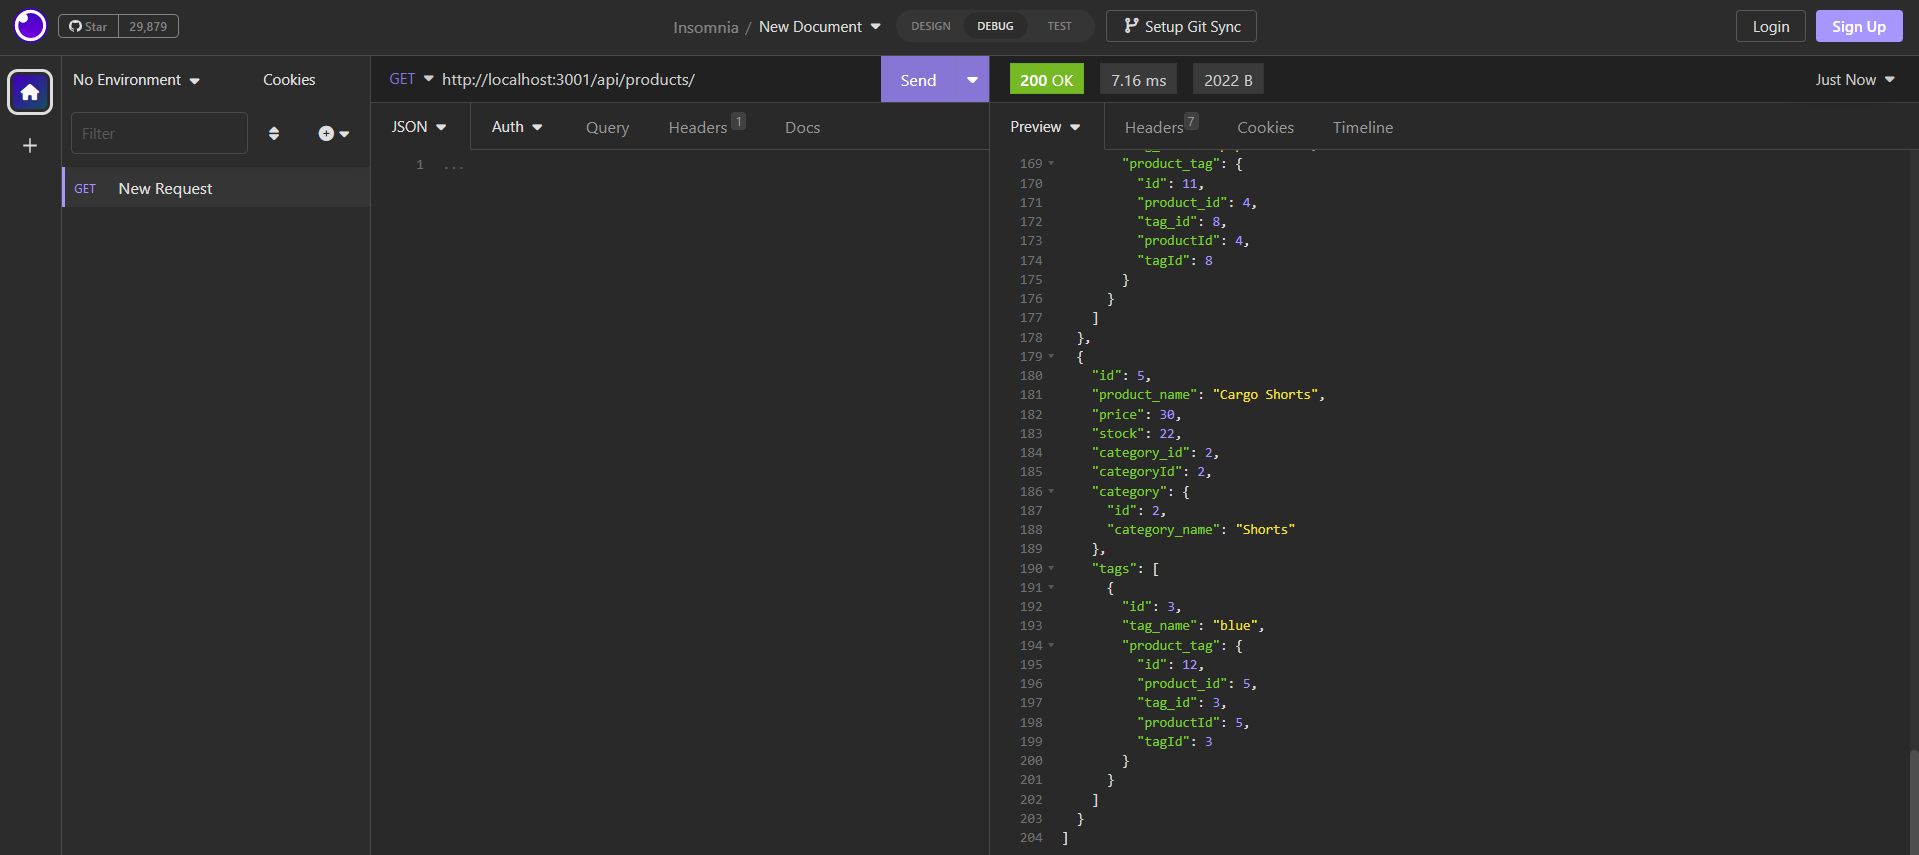 Star 29,879
Insomnia / New Document
DESIGN DEBUG TEST
Setup Git Sync
Login Sign Up
No Environment Cookies
Filter
GET New Request
GET http://localhost:3001/api/products/ Send
JSON Auth Query Headers 1 Docs
1 ...
200 OK 7.16 ms 2022 B Just Now
Preview Headers 7 Cookies Timeline
169 "product_tag": {
170 "id": 11,
171 "product_id": 4,
172 "tag_id": 8,
173 "productId": 4,
174 "tagId": 8
175 }
176 }
177 ]
178 },
179 {
180 "id": 5,
181 "product_name": "Cargo Shorts",
182 "price": 30,
183 "stock": 22,
184 "category_id": 2,
185 "categoryId": 2,
186 "category": {
187 "id": 2,
188 "category_name": "Shorts"
189 },
190 "tags": [
191 {
192 "id": 3,
193 "tag_name": "blue",
194 "product_tag": {
195 "id": 12,
196 "product_id": 5,
197 "tag_id": 3,
198 "productId": 5,
199 "tagId": 3
200 }
201 }
202 ]
203 }
204 ]